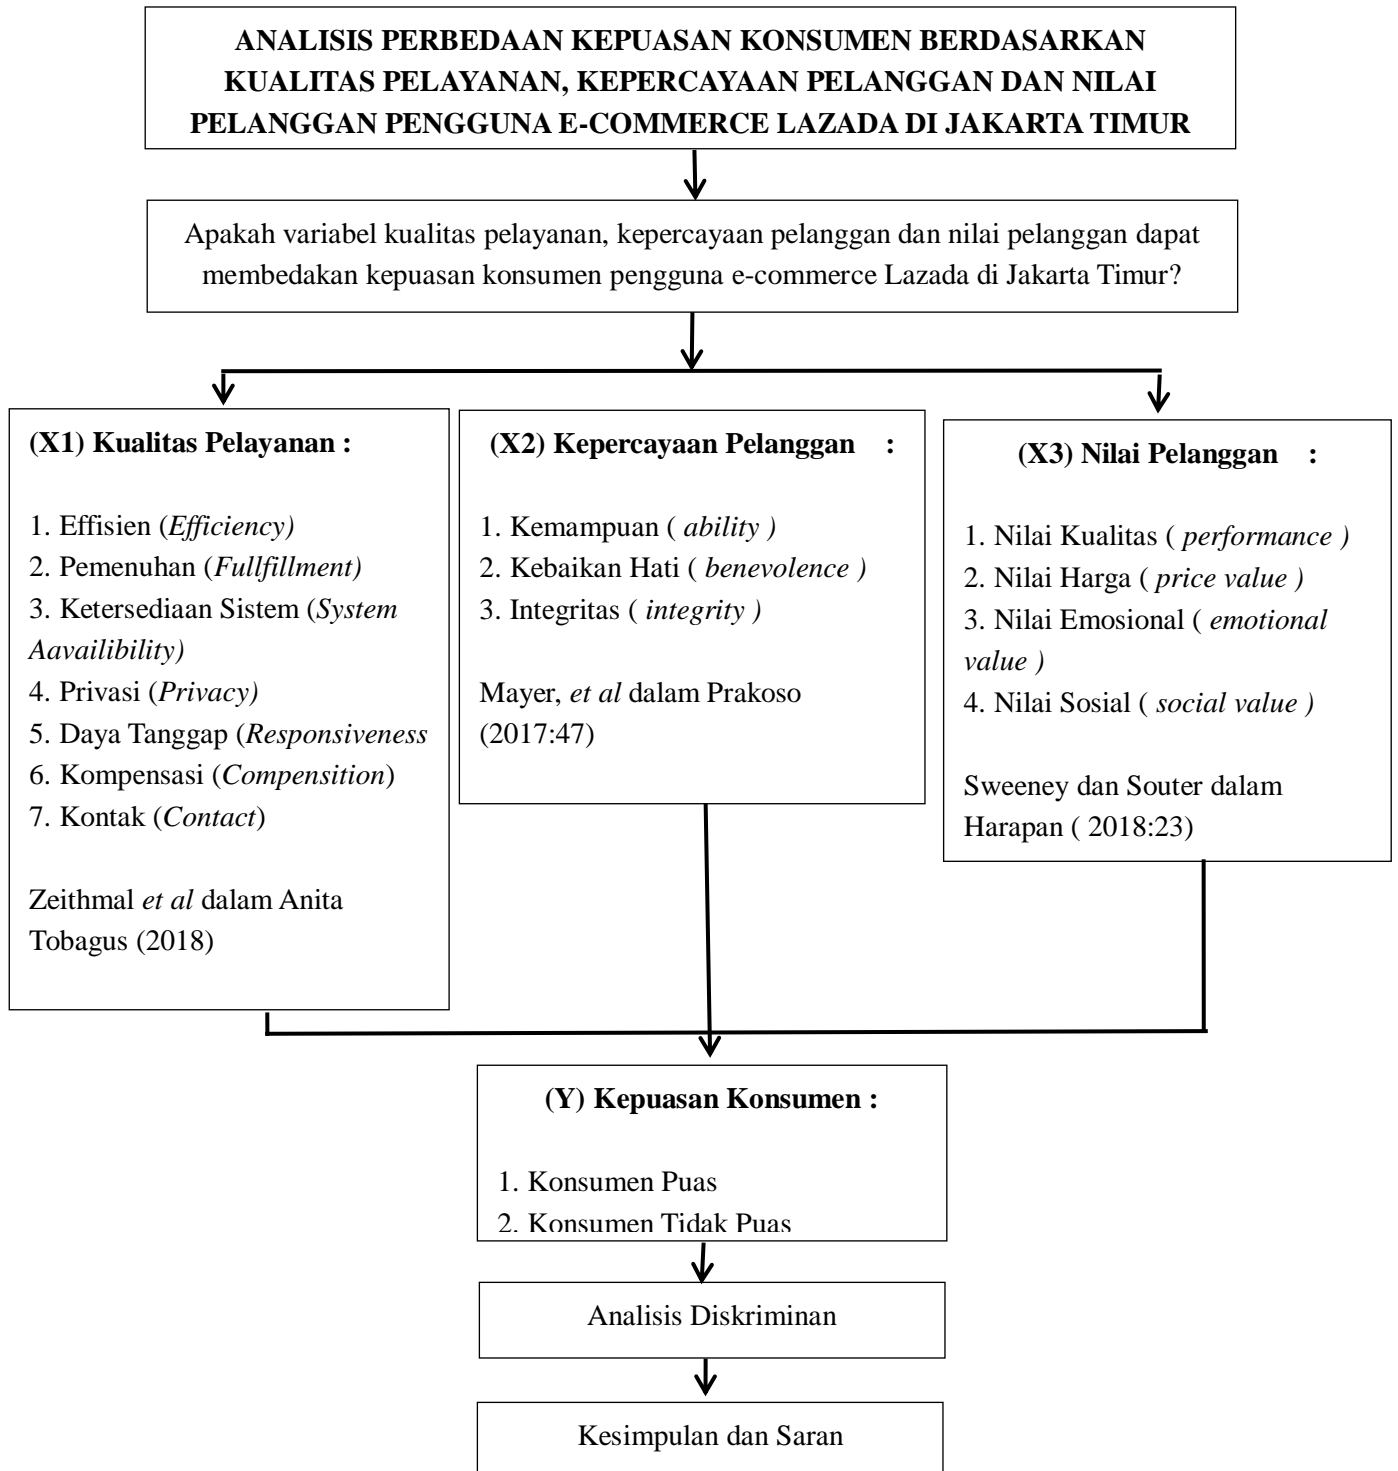 ANALISIS PERBEDAAN KEPUASAN KONSUMEN BERDASARKAN
KUALITAS PELAYANAN, KEPERCAYAAN PELANGGAN DAN NILAI
PELANGGAN PENGGUNA E-COMMERCE LAZADA DI JAKARTA TIMUR
Apakah variabel kualitas pelayanan, kepercayaan pelanggan dan nilai pelanggan dapat
membedakan kepuasan konsumen pengguna e-commerce Lazada di Jakarta Timur?
(X1) Kualitas Pelayanan :
1. Effisien (Efficiency)
2. Pemenuhan (Fullfillment)
3. Ketersediaan Sistem (System
Aavailibility)
4. Privasi (Privacy)
5. Daya Tanggap (Responsiveness
6. Kompensasi (Compensition)
7. Kontak (Contact)
Zeithmal et al dalam Anita
Tobagus (2018)
(X2) Kepercayaan Pelanggan :
1. Kemampuan ( ability )
2. Kebaikan Hati ( benevolence )
3. Integritas ( integrity )
Mayer, et al dalam Prakoso
(2017:47)
(X3) Nilai Pelanggan :
1. Nilai Kualitas ( performance )
2. Nilai Harga ( price value )
3. Nilai Emosional ( emotional
value )
4. Nilai Sosial ( social value )
Sweeney dan Souter dalam
Harapan ( 2018:23)
(Y) Kepuasan Konsumen :
1. Konsumen Puas
2. Konsumen Tidak Puas
Analisis Diskriminan
Kesimpulan dan Saran